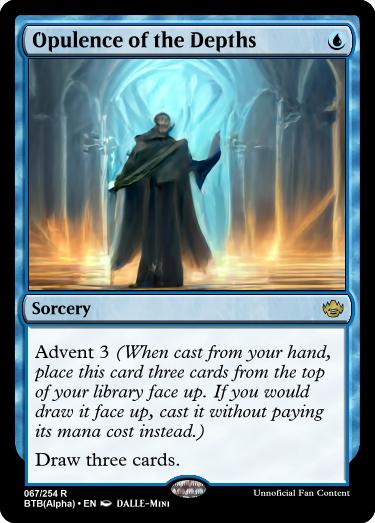 Opulence of the Depths
Sorcery
Advent 3 (When cast from your hand,
place this card three cards from the top
of your library face up. If you would
draw it face up, cast it without paying
its mana cost instead.)
Draw three cards.
067/254 R
BTB(Alpha) • EN DALLE-Mini
Unnofficial Fan Content